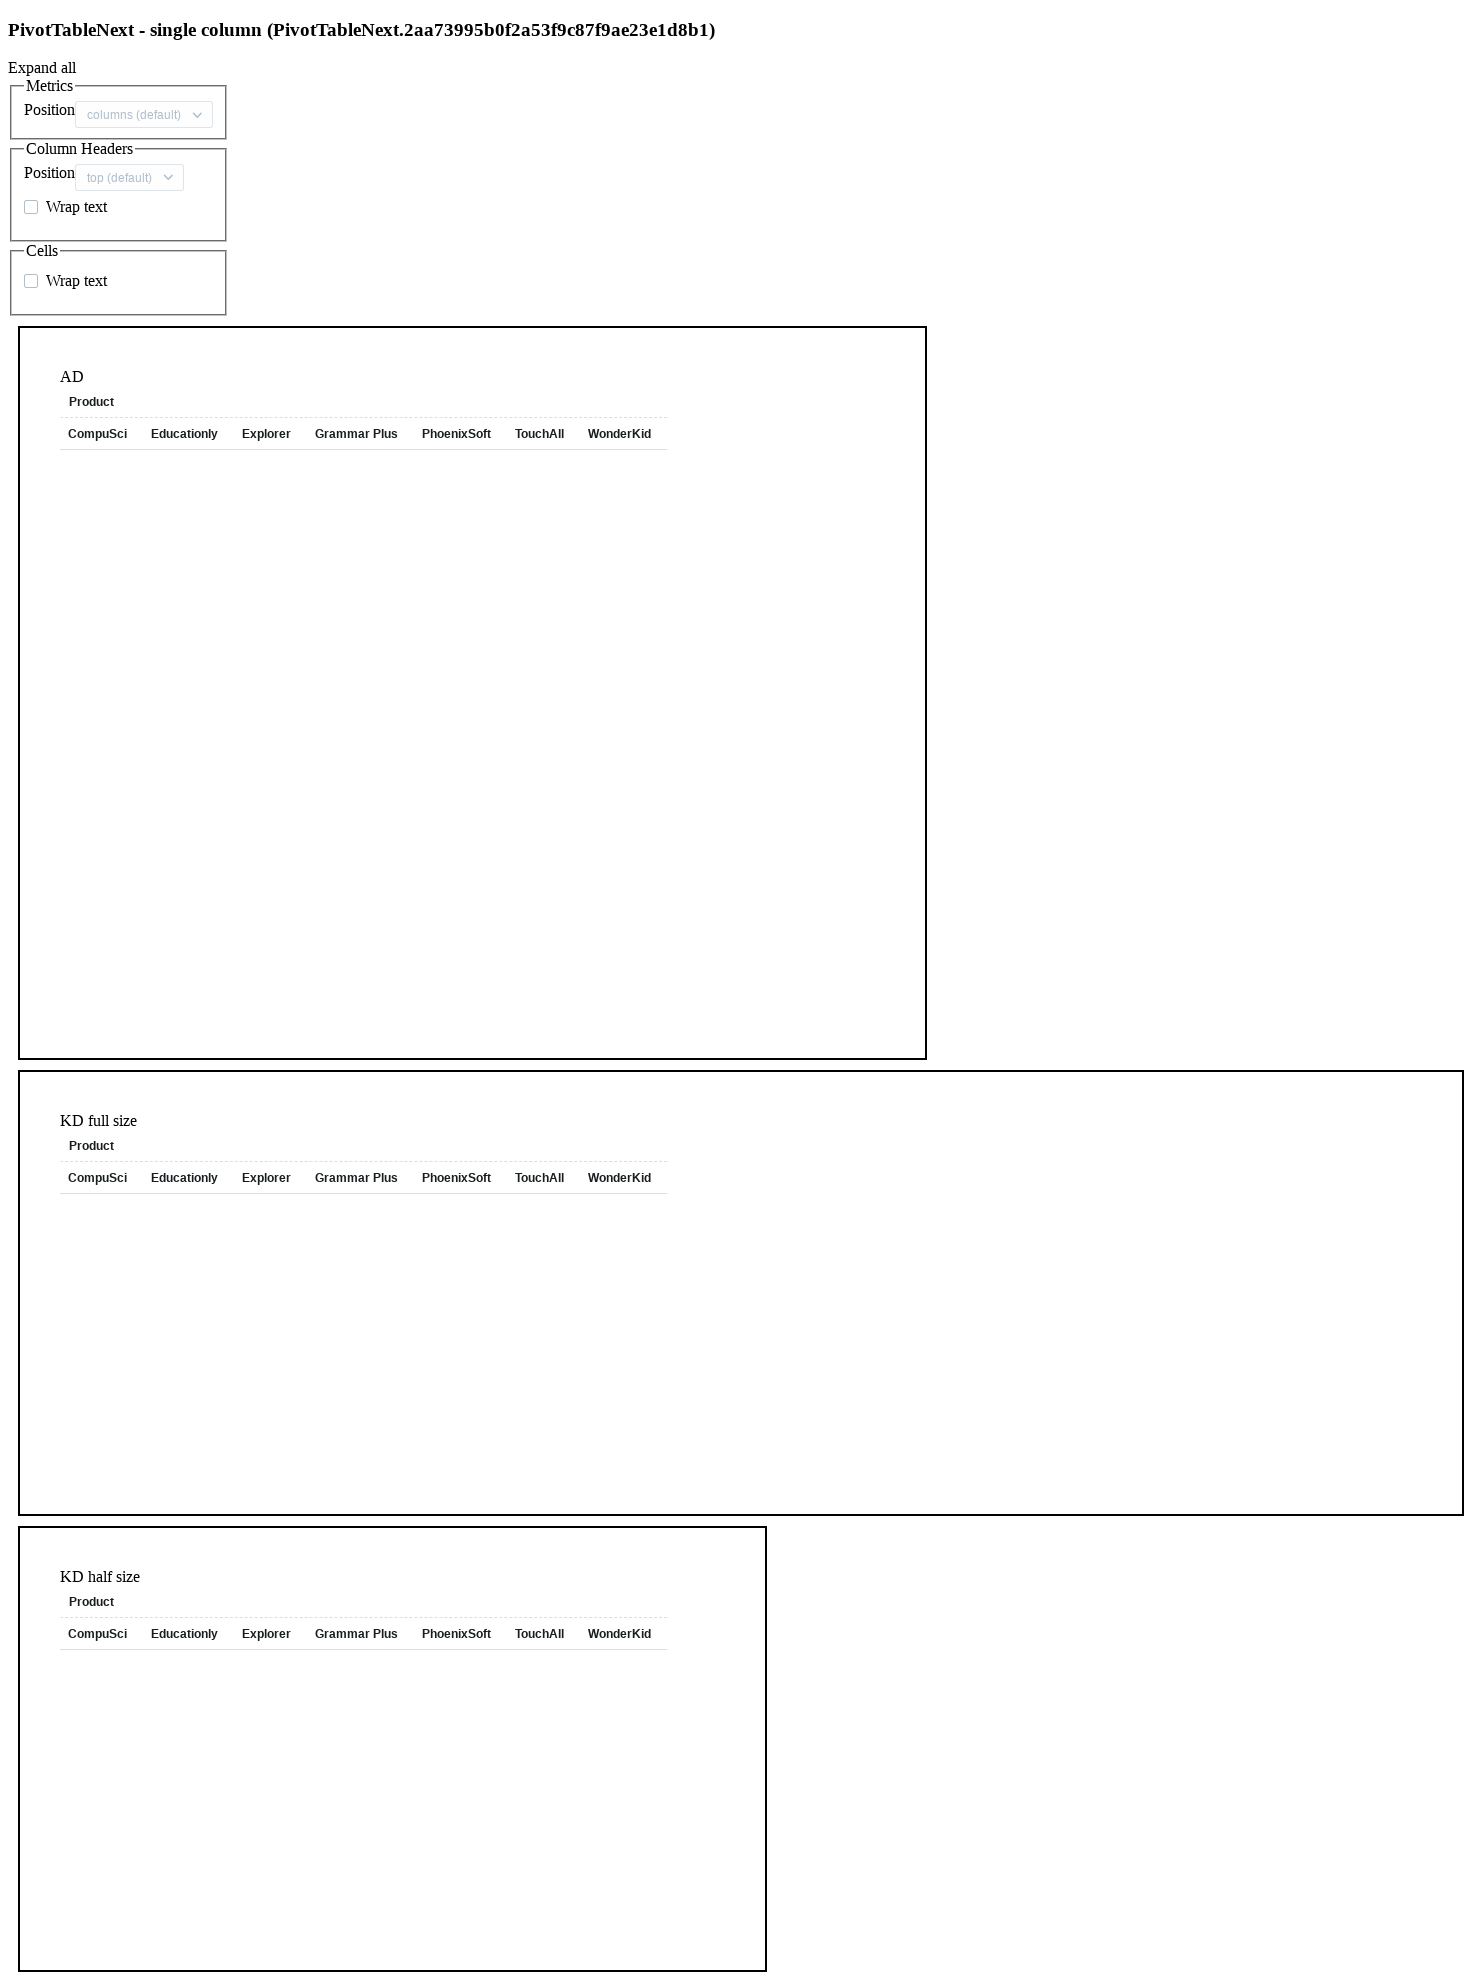 PivotTableNext - single column (PivotTableNext.2aa73995b0f2a53f9c87f9ae23e1d8b1)
Expand all
Metrics
Position columns (default)
Column Headers
Position top (default)
Wrap text
Cells
Wrap text
AD
Product
CompuSci Educationly Explorer Grammar Plus PhoenixSoft TouchAll WonderKid
KD full size
Product
CompuSci Educationly Explorer Grammar Plus PhoenixSoft TouchAll WonderKid
KD half size
Product
CompuSci Educationly Explorer Grammar Plus PhoenixSoft TouchAll WonderKid